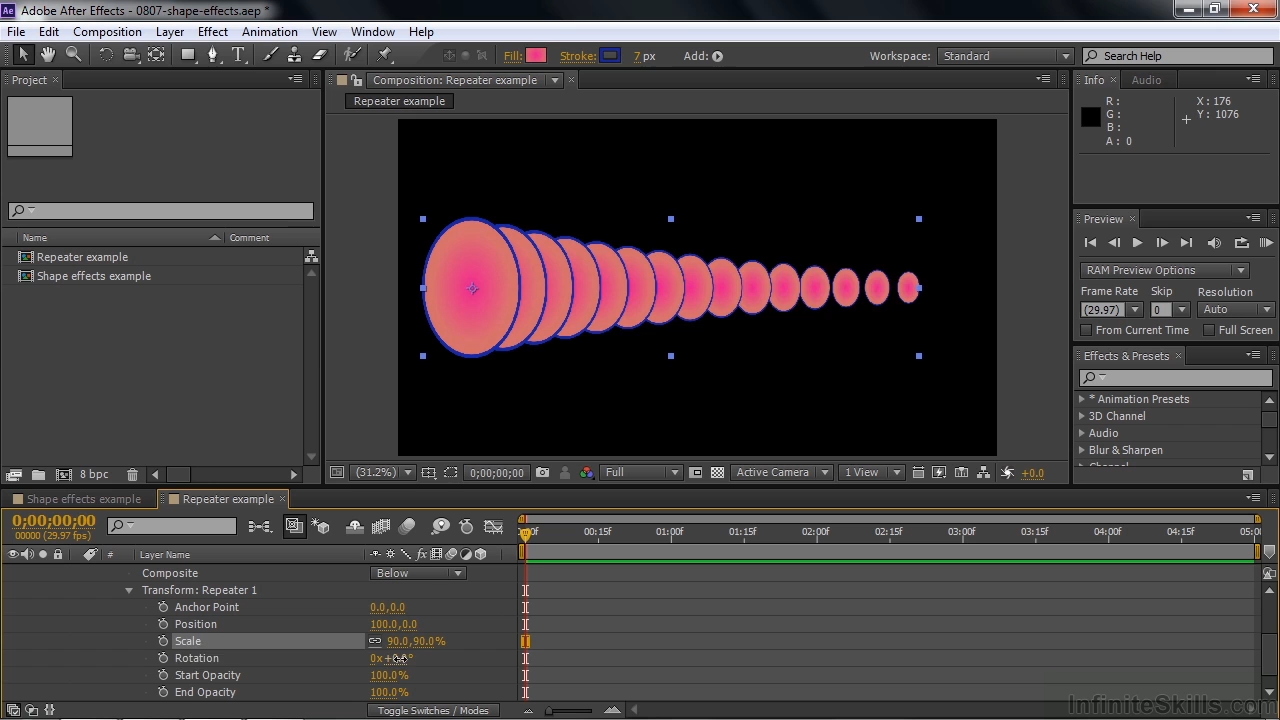 Ae Adobe After Effects - 0807-shape-effects.aep *
File Edit Composition Layer Effect Animation View Window Help
T Fill: Stroke: 7 px Add: Workspace: Standard Search Help
Project
Name Comment
Repeater example
Shape effects example
8 bpc
Composition: Repeater example
Repeater example
(31.2%) 0;00;00;00 Full Active Camera 1 View +0.0
Info Audio
R :
G :
B :
A : 0
X : 176
Y : 1076
Preview
RAM Preview Options
Frame Rate Skip Resolution
(29.97) 0 Auto
From Current Time Full Screen
Effects & Presets
* Animation Presets
3D Channel
Audio
Blur & Sharpen
Shape effects example Repeater example
0;00;00;00
00000 (29.97 fps)
00:15f 01:00f 01:15f 02:00f 02:15f 03:00f 03:15f 04:00f 04:15f
# Layer Name fx
Composite Below
Transform: Repeater 1
Anchor Point 0.0,0.0
Position 100.0,0.0
Scale 90.0,90.0%
Rotation 0x
Start Opacity 100.0%
End Opacity 100.0%
Toggle Switches / Modes
InfiniteSkills.com